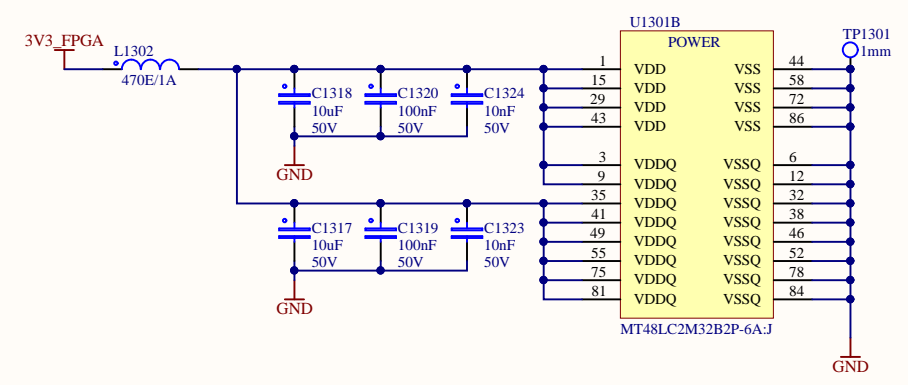 U1301B
3V3_FPGA
L1302
470E/1A
POWER
TP1301
1mm
1 VDD VSS 44
15 VDD VSS 58
29 VDD VSS 72
43 VDD VSS 86
3 VDDQ VSSQ 6
9 VDDQ VSSQ 12
35 VDDQ VSSQ 32
41 VDDQ VSSQ 38
49 VDDQ VSSQ 46
55 VDDQ VSSQ 52
75 VDDQ VSSQ 78
81 VDDQ VSSQ 84
C1318 C1320 C1324
10uF 100nF 10nF
50V 50V 50V
GND
C1317 C1319 C1323
10uF 100nF 10nF
50V 50V 50V
GND
MT48LC2M32B2P-6A:J
GND